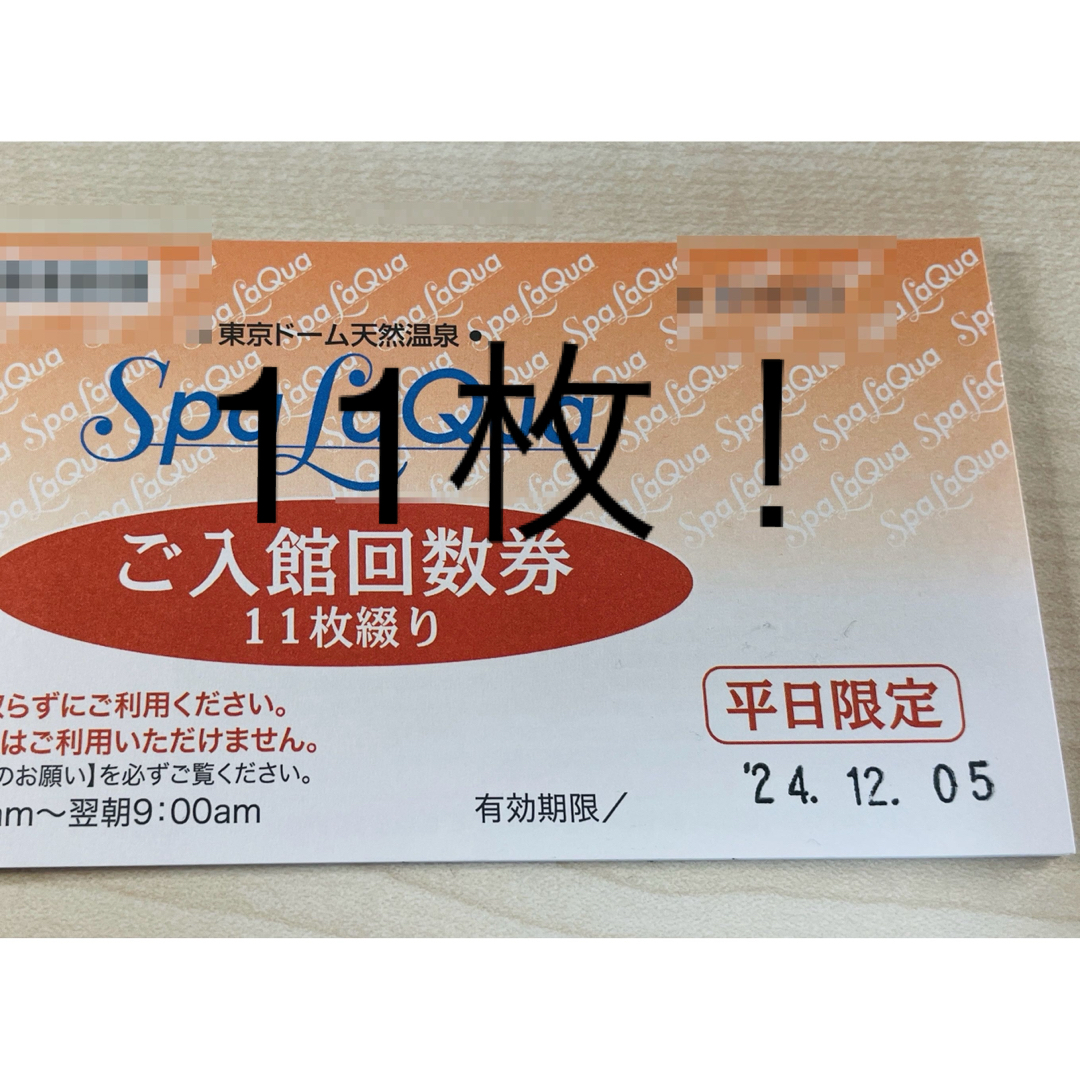 東京ドーム天然温泉
Spa LaQua
11枚！
ご入館回数券
11枚綴り
らずにご利用ください。
はご利用いただけません。
のお願い】を必ずご覧ください。
am〜翌朝9:00am
有効期限/
平日限定
'24. 12. 05